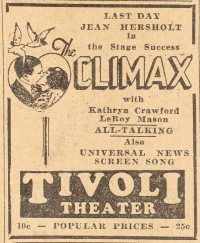 LAST DAY
JEAN HERSHOLT
in
the Stage Success
The
CLIMAX
with
Kathryn Crawford
LeRoy Mason
ALL-TALKING
Also
UNIVERSAL NEWS
SCREEN SONG
TIVOLI
THEATER
10c — POPULAR PRICES — 25c